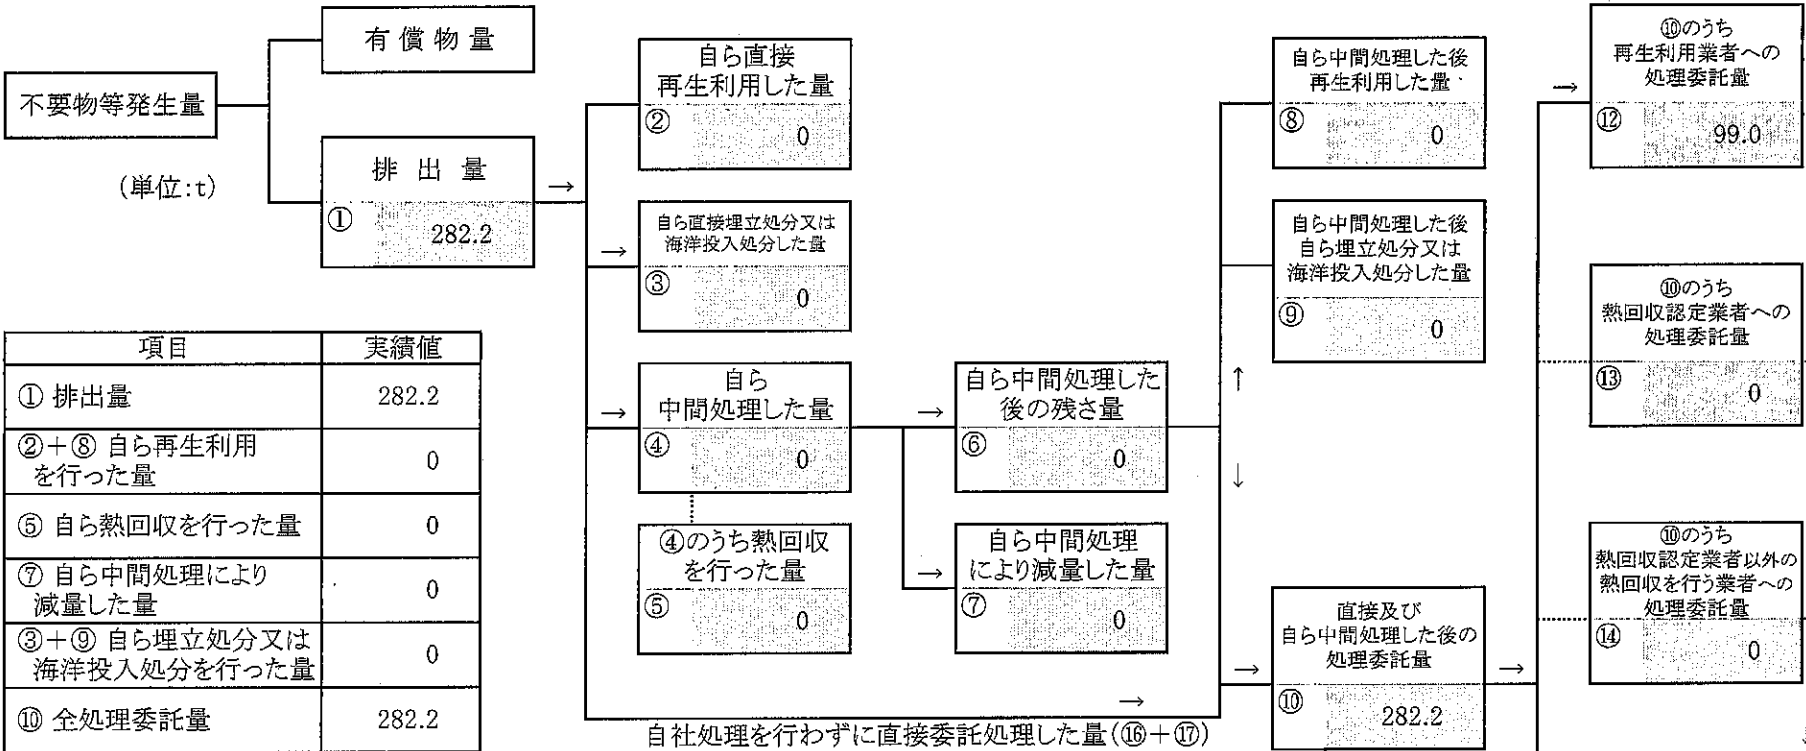 有 償 物 量
不要物等発生量
(単位:t)
排 出 量
①
282.2
→
自ら直接
再生利用した量
②
0
→
自ら直接埋立処分又は
海洋投入処分した量
③
0
→
自ら
中間処理した量
④
0
④のうち熱回収
を行った量
⑤
0
→
自ら中間処理した
後の残さ量
⑥
0
→
自ら中間処理
により減量した量
⑦
0
↑
↓
自ら中間処理した後
再生利用した量
⑧
0
自ら中間処理した後
自ら埋立処分又は
海洋投入処分した量
⑨
0
→
自社処理を行わずに直接委託処理した量(⑯+⑰)
→
直接及び
自ら中間処理した後の
処理委託量
⑩
282.2
→
→
⑩のうち
再生利用業者への
処理委託量
⑫
99.0
⑩のうち
熱回収認定業者への
処理委託量
⑬
0
⑩のうち
熱回収認定業者以外の
熱回収を行う業者への
処理委託量
⑭
0
項目 実績値
① 排出量 282.2
②+⑧ 自ら再生利用
を行った量 0
⑤ 自ら熱回収を行った量 0
⑦ 自ら中間処理により
減量した量 0
③+⑨ 自ら埋立処分又は
海洋投入処分を行った量 0
⑩ 全処理委託量 282.2